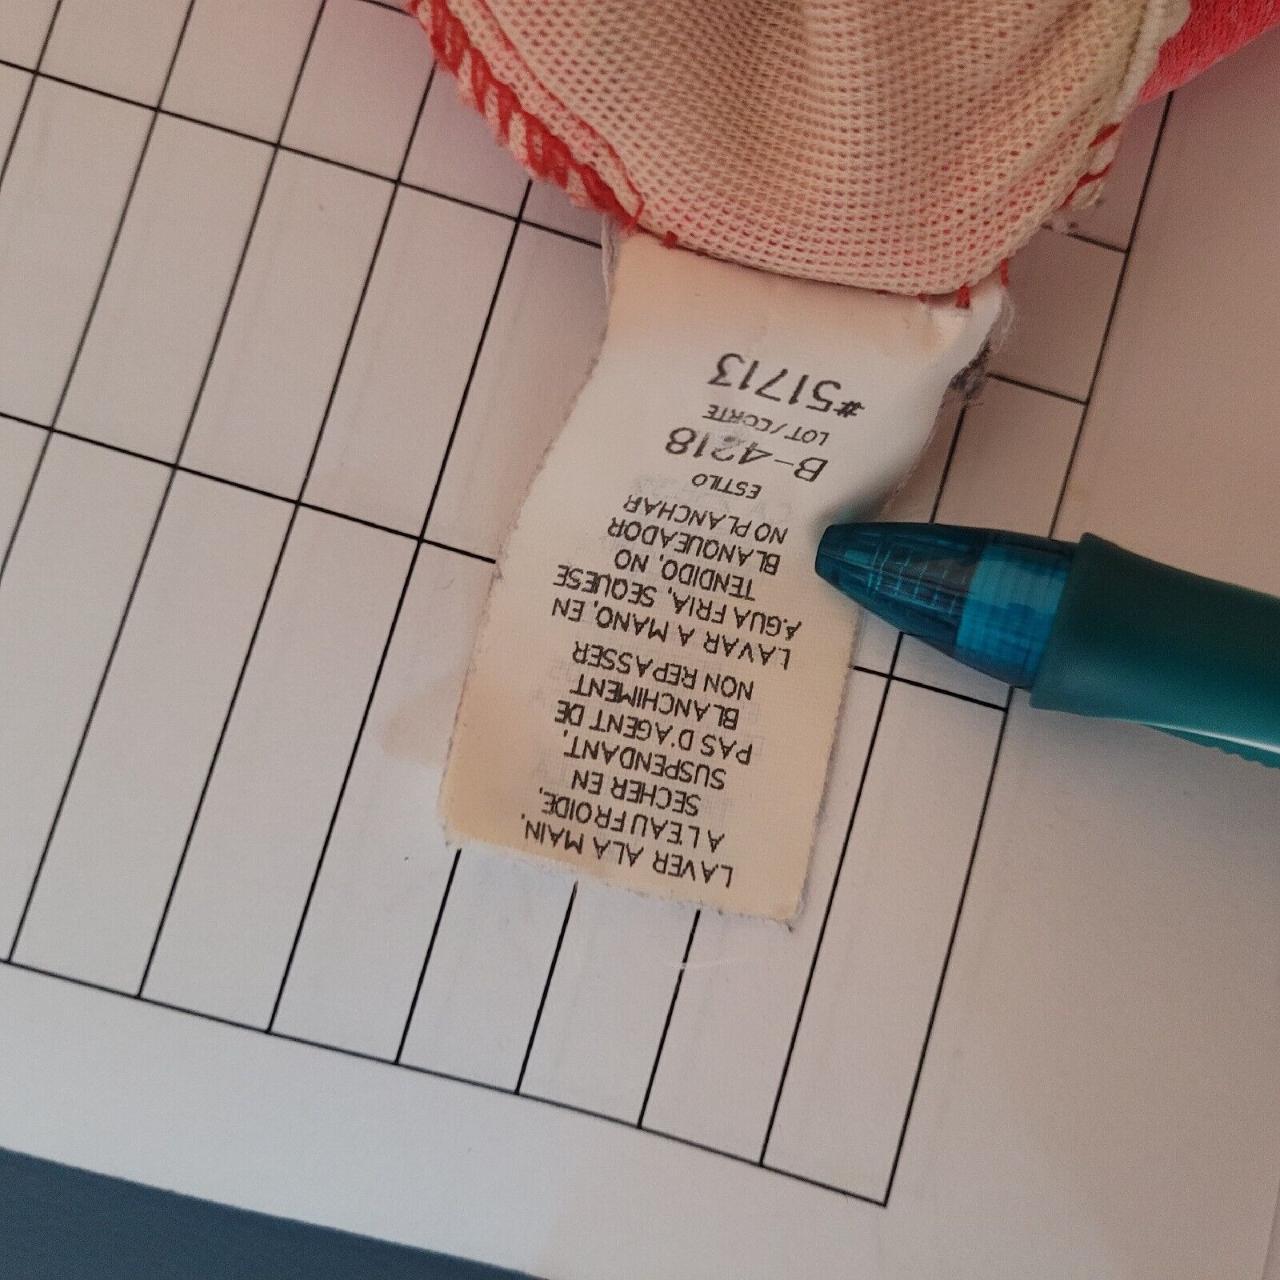 LAVER A LA MAIN,
A L'EAU FROIDE,
SECHER EN
SUSPENDANT,
PAS D'AGENT DE
BLANCHIMENT
NON REPASSER
LAVAR A MANO, EN
AGUA FRIA, SEQUESE
TENDIDO, NO
BLANQUEADOR
NO PLANCHAR
ESTILO
B-4218
LOT/CORTE
#51713